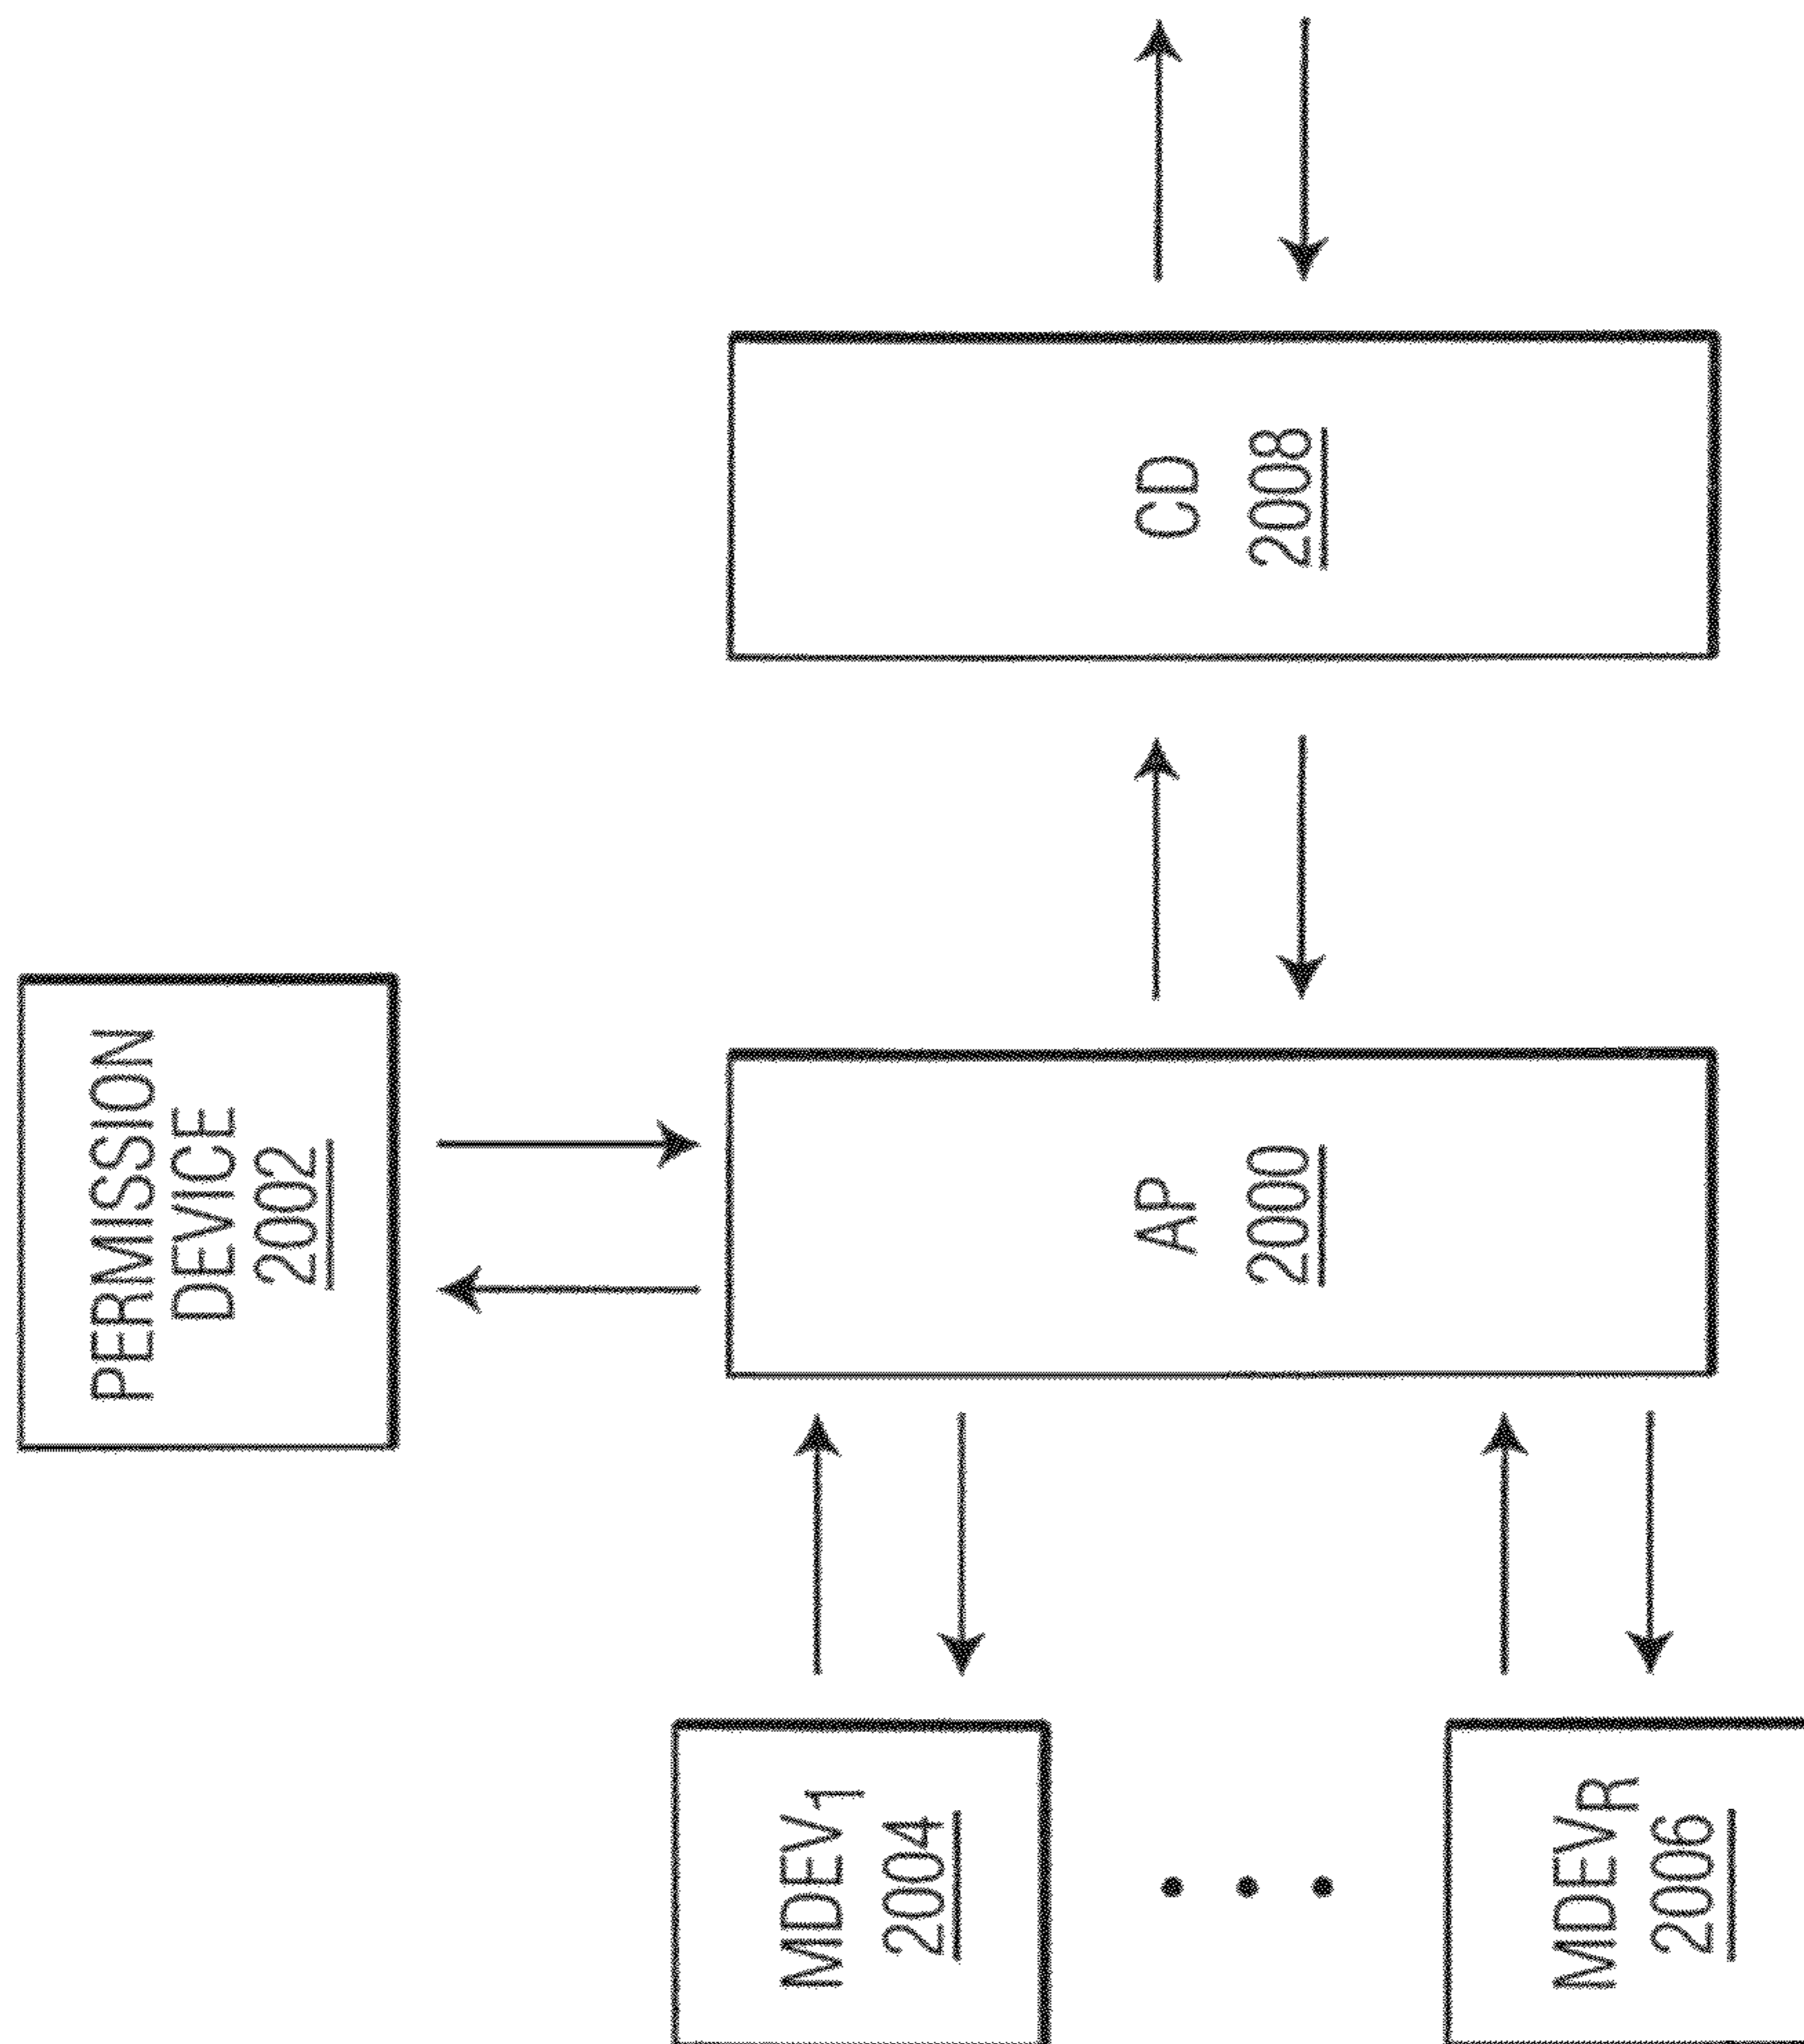 PERMISSION
DEVICE
2002
MDEV1
2004
MDEVR
2006
AP
2000
CD
2008